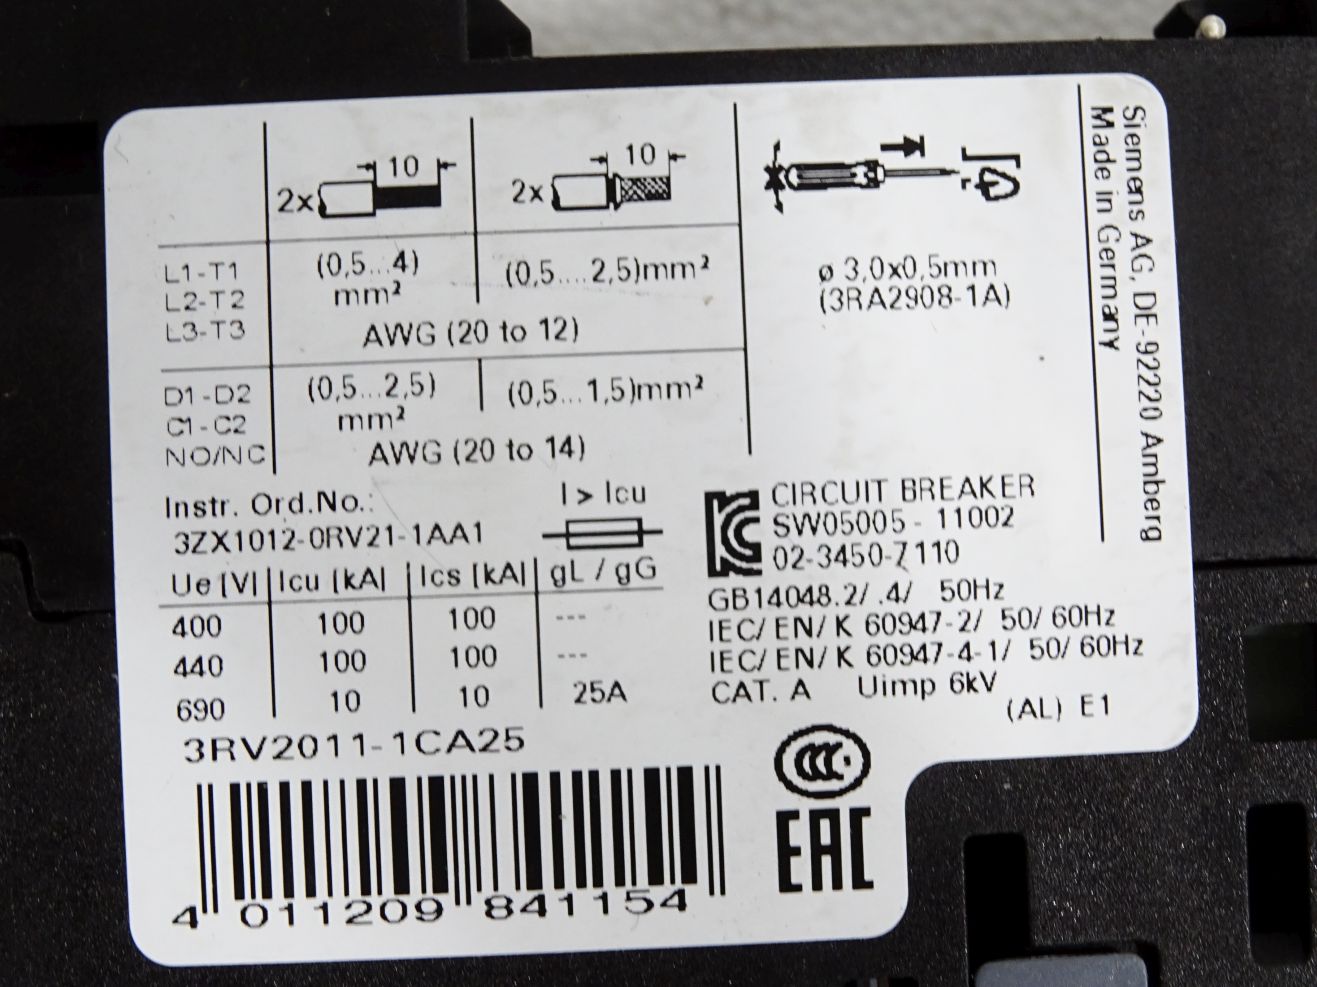 10
10
2x
2x
L1-T1
L2-T2
L3-T3
(0,5...4)
mm²
(0,5....2,5)mm²
AWG (20 to 12)
D1-D2
C1-C2
NO/NC
(0,5...2,5)
mm²
(0,5...1,5)mm²
AWG (20 to 14)
ø 3,0x0,5mm
(3RA2908-1A)
Siemens AG, DE-92220 Amberg
Made in Germany
Instr. Ord.No.:
3ZX1012-0RV21-1AA1
I > Icu
Ue [V] Icu [kA] Ics [kA] gL / gG
400 100 100 ---
440 100 100 ---
690 10 10 25A
3RV2011-1CA25
4 011209 841154
CIRCUIT BREAKER
SW05005 - 11002
02-3450-7110
GB14048.2/ .4/ 50Hz
IEC/ EN/ K 60947-2/ 50/ 60Hz
IEC/ EN/ K 60947-4-1/ 50/ 60Hz
CAT. A Uimp 6kV
(AL) E1
CCC
EAC